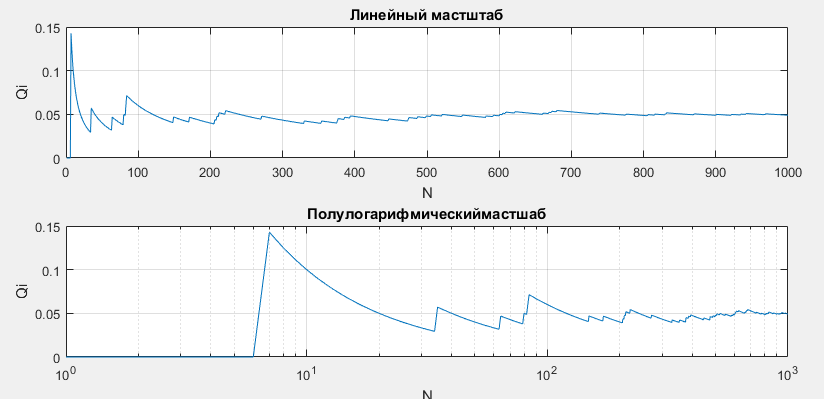 Линейный мастштаб
0.15
0.1
0.05
0
Qi
0 100 200 300 400 500 600 700 800 900 1000
N
Полулогарифмическиймастшаб
0.15
0.1
0.05
0
Qi
10^0 10^1 10^2 10^3
N